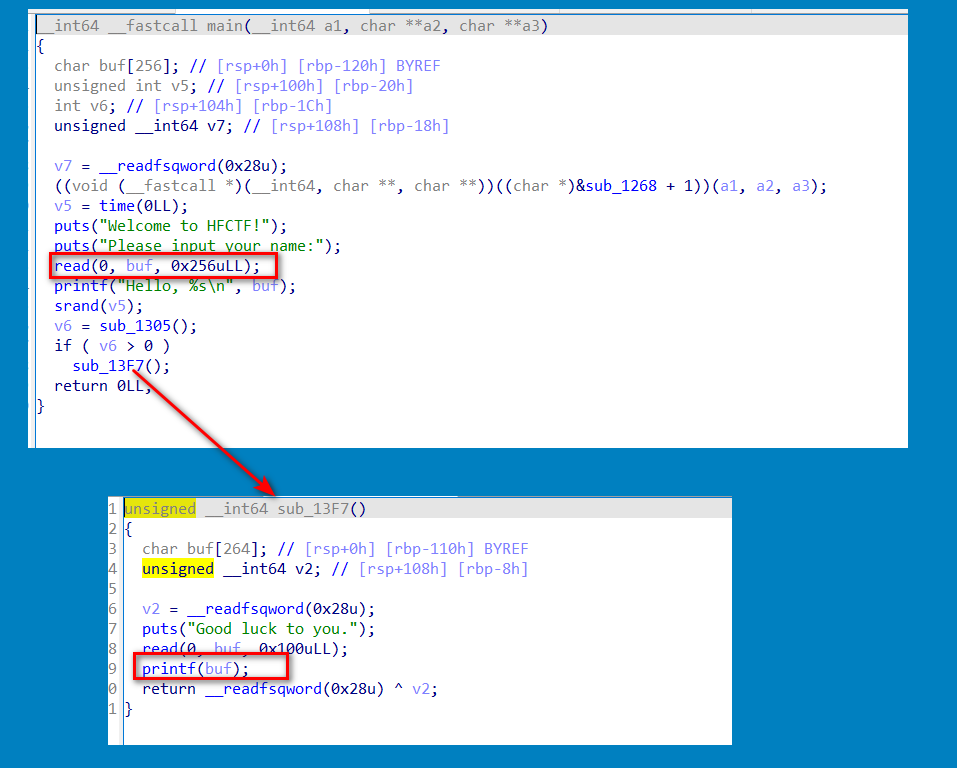 __int64 __fastcall main(__int64 a1, char **a2, char **a3)
{
char buf[256]; // [rsp+0h] [rbp-120h] BYREF
unsigned int v5; // [rsp+100h] [rbp-20h]
int v6; // [rsp+104h] [rbp-1Ch]
unsigned __int64 v7; // [rsp+108h] [rbp-18h]
v7 = __readfsqword(0x28u);
((void (__fastcall *)(__int64, char **, char **))((char *)&sub_1268 + 1))(a1, a2, a3);
v5 = time(0LL);
puts("Welcome to HFCTF!");
puts("Please input your name:");
read(0, buf, 0x256uLL);
printf("Hello, %s\n", buf);
srand(v5);
v6 = sub_1305();
if ( v6 > 0 )
sub_13F7();
return 0LL;
}
1 unsigned __int64 sub_13F7()
2 {
3 char buf[264]; // [rsp+0h] [rbp-110h] BYREF
4 unsigned __int64 v2; // [rsp+108h] [rbp-8h]
5
6 v2 = __readfsqword(0x28u);
7 puts("Good luck to you.");
8 read(0, buf, 0x100uLL);
9 printf(buf);
0 return __readfsqword(0x28u) ^ v2;
1 }